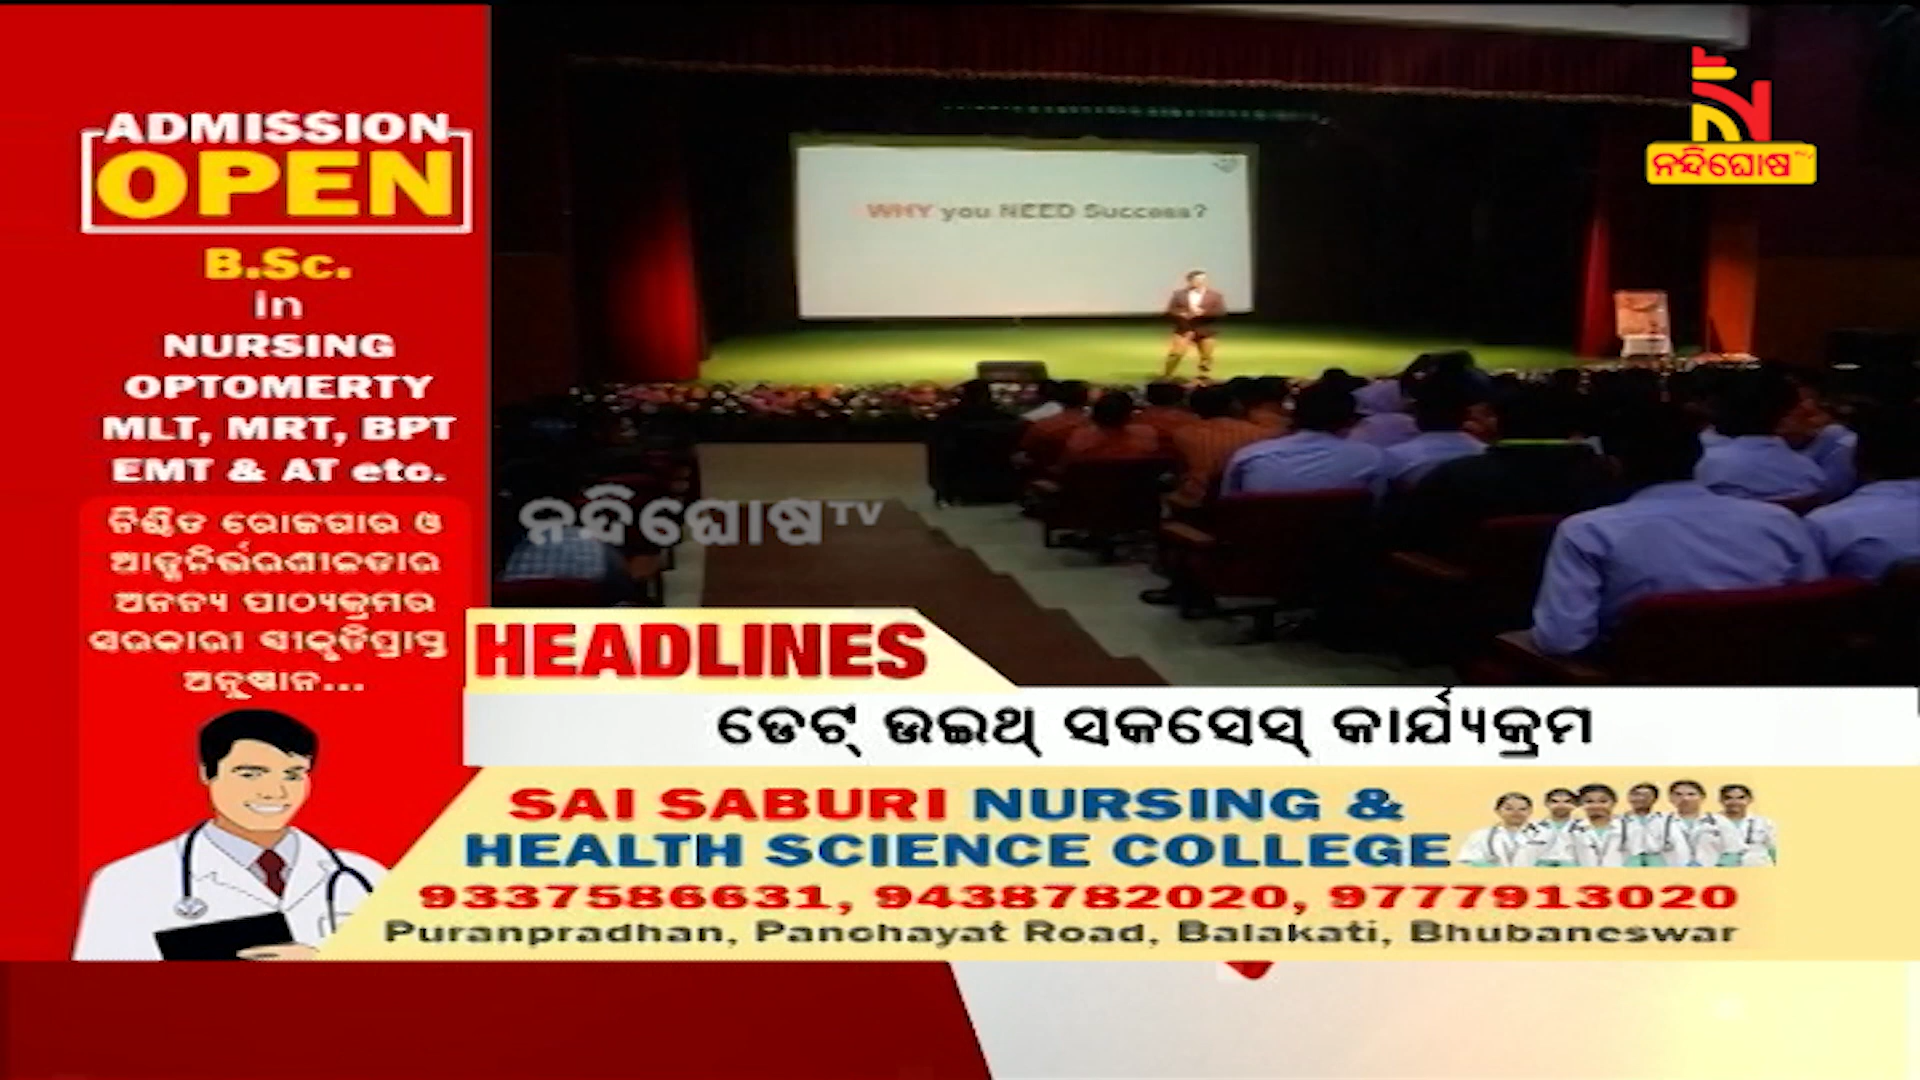 ADMISSION
OPEN
B.Sc.
in
NURSING
OPTOMERTY
MLT, MRT, BPT
EMT & AT etc.
ନିଶ୍ଚିତ ରୋଜଗାର ଓ
ଆତ୍ମନିର୍ଭରଶୀଳତାର
ଅନନ୍ୟ ପାଠ୍ୟକ୍ରମର
ସରକାରୀ ସ୍ୱୀକୃତିପ୍ରାପ୍ତ
ଅନୁଷ୍ଠାନ...
WHY you NEED Success?
ନନ୍ଦିଘୋଷ TV
ନନ୍ଦିଘୋଷ TV
HEADLINES
ଡେଟ୍ ଉଇଥ୍ ସକସେସ୍ କାର୍ଯ୍ୟକ୍ରମ
SAI SABURI NURSING &
HEALTH SCIENCE COLLEGE
9337586631, 9438782020, 9777913020
Puranpradhan, Panchayat Road, Balakati, Bhubaneswar